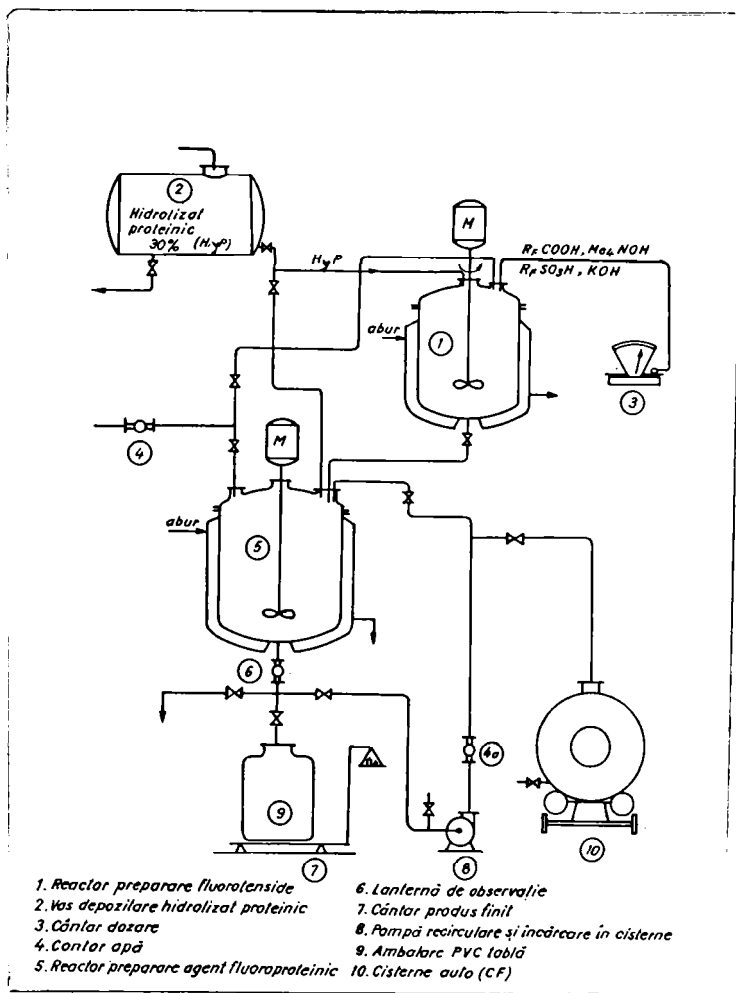 2
Hidrolizat
proteinic
30% (HyP)
M
HyP
RF COOH, Me4 NOH
RF SO3H, KOH
abur
1
3
4
M
abur
5
6
4a
9
7
8
10
1. Reactor preparare fluorotenside
2. Vas depozitare hidrolizat proteinic
3. Cântar dozare
4. Contor apă
5. Reactor preparare agent fluoroproteinic
6. Lanternă de observație
7. Cântar produs finit
8. Pompă recirculare și încărcare în cisterne
9. Ambalare PVC tablă
10. Cisterne auto (CF)